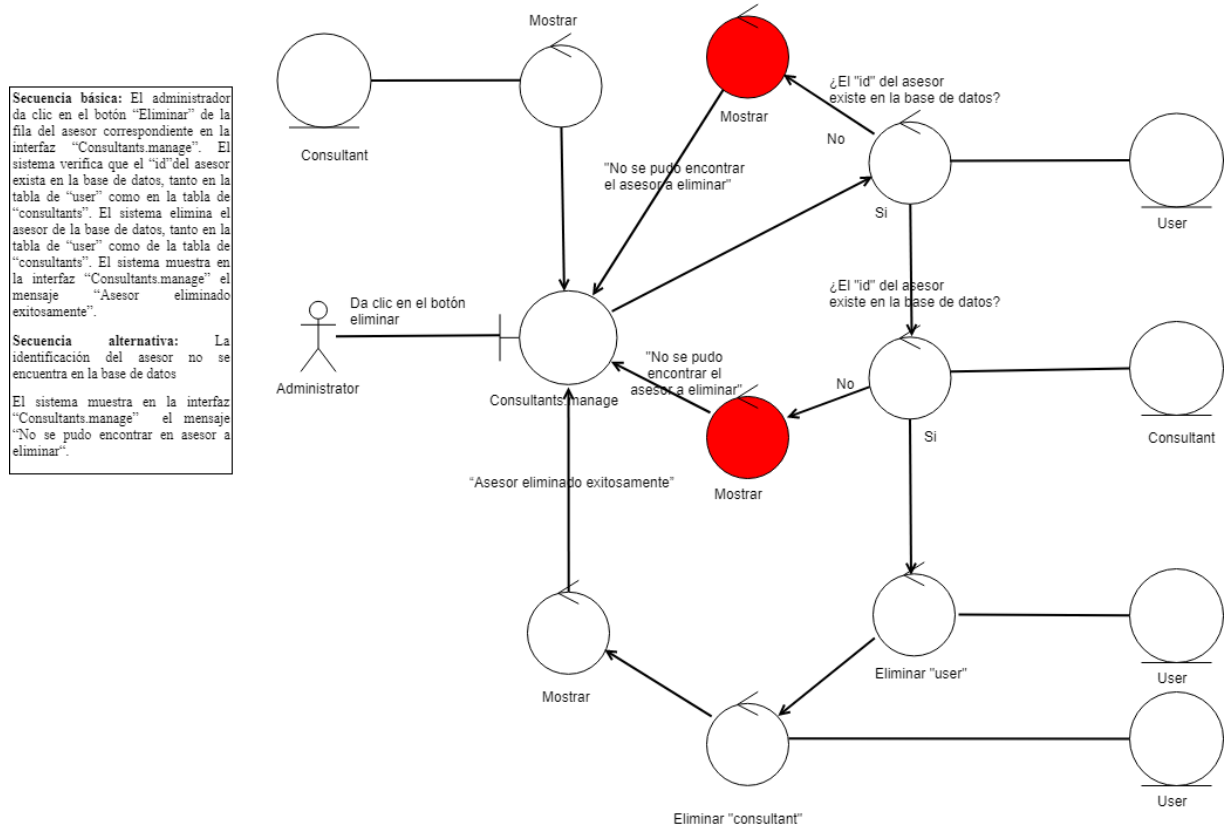 Secuencia básica: El administrador
da clic en el botón “Eliminar” de la
fila del asesor correspondiente en la
interfaz “Consultants.manage”. El
sistema verifica que el “id”del asesor
exista en la base de datos, tanto en la
tabla de “user” como en la tabla de
“consultants”. El sistema elimina el
asesor de la base de datos, tanto en la
tabla de “user” como de la tabla de
“consultants”. El sistema muestra en
la interfaz “Consultants.manage” el
mensaje “Asesor eliminado
exitosamente”.
Secuencia alternativa: La
identificación del asesor no se
encuentra en la base de datos
El sistema muestra en la interfaz
“Consultants.manage” el mensaje
“No se pudo encontrar en asesor a
eliminar“.
Mostrar
Consultant
Mostrar
¿El "id" del asesor
existe en la base de datos?
No
Si
User
"No se pudo encontrar
el asesor a eliminar"
¿El "id" del asesor
existe en la base de datos?
Da clic en el botón
eliminar
Administrator
Consultants.manage
"No se pudo
encontrar el
asesor a eliminar"
No
Si
Consultant
Mostrar
“Asesor eliminado exitosamente”
Mostrar
Eliminar "user"
User
Eliminar "consultant"
User